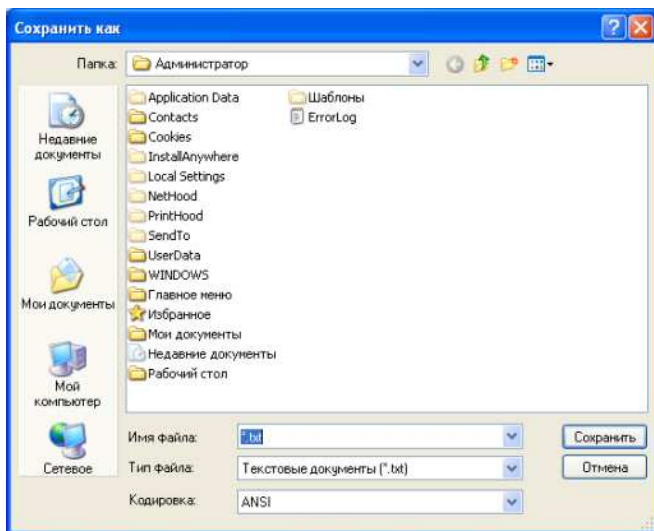 Сохранить как
Папка: Администратор
Недавние документы
Рабочий стол
Мои документы
Мой компьютер
Сетевое
Application Data
Contacts
Cookies
InstallAnywhere
Local Settings
NetHood
PrintHood
SendTo
UserData
WINDOWS
Главное меню
Избранное
Мои документы
Недавние документы
Рабочий стол
Шаблоны
ErrorLog
Имя файла: *.txt Сохранить
Тип файла: Текстовые документы (*.txt) Отмена
Кодировка: ANSI